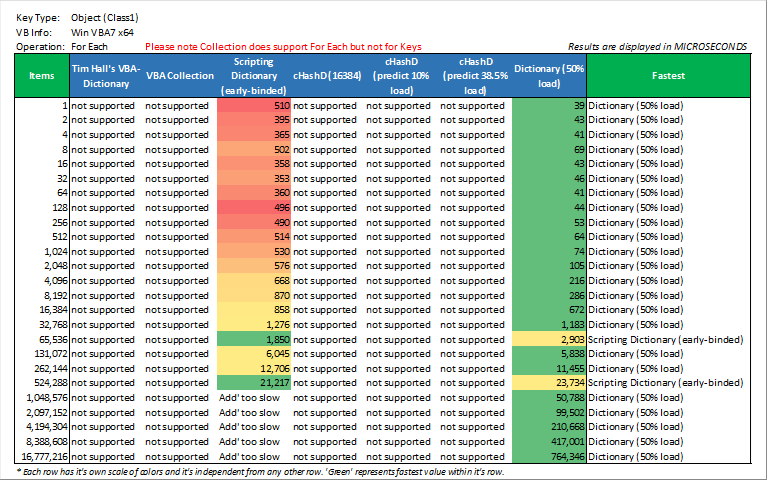 Key Type: Object (Class1)
VB Info: Win VBA7 x64
Operation: For Each Please note Collection does support For Each but not for Keys Results are displayed in MICROSECONDS
Items Tim Hall's VBA-Dictionary VBA Collection Scripting Dictionary (early-binded) cHashD (16384) cHashD (predict 10% load) cHashD (predict 38.5% load) Dictionary (50% load) Fastest
1 not supported not supported 510 not supported not supported not supported 39 Dictionary (50% load)
2 not supported not supported 395 not supported not supported not supported 43 Dictionary (50% load)
4 not supported not supported 365 not supported not supported not supported 41 Dictionary (50% load)
8 not supported not supported 502 not supported not supported not supported 69 Dictionary (50% load)
16 not supported not supported 358 not supported not supported not supported 43 Dictionary (50% load)
32 not supported not supported 353 not supported not supported not supported 46 Dictionary (50% load)
64 not supported not supported 360 not supported not supported not supported 41 Dictionary (50% load)
128 not supported not supported 496 not supported not supported not supported 44 Dictionary (50% load)
256 not supported not supported 490 not supported not supported not supported 53 Dictionary (50% load)
512 not supported not supported 514 not supported not supported not supported 64 Dictionary (50% load)
1,024 not supported not supported 530 not supported not supported not supported 74 Dictionary (50% load)
2,048 not supported not supported 576 not supported not supported not supported 105 Dictionary (50% load)
4,096 not supported not supported 668 not supported not supported not supported 216 Dictionary (50% load)
8,192 not supported not supported 870 not supported not supported not supported 286 Dictionary (50% load)
16,384 not supported not supported 858 not supported not supported not supported 672 Dictionary (50% load)
32,768 not supported not supported 1,276 not supported not supported not supported 1,183 Dictionary (50% load)
65,536 not supported not supported 1,850 not supported not supported not supported 2,903 Scripting Dictionary (early-binded)
131,072 not supported not supported 6,045 not supported not supported not supported 5,838 Dictionary (50% load)
262,144 not supported not supported 12,706 not supported not supported not supported 11,455 Dictionary (50% load)
524,288 not supported not supported 21,217 not supported not supported not supported 23,734 Scripting Dictionary (early-binded)
1,048,576 not supported not supported Add' too slow not supported not supported not supported 50,788 Dictionary (50% load)
2,097,152 not supported not supported Add' too slow not supported not supported not supported 99,502 Dictionary (50% load)
4,194,304 not supported not supported Add' too slow not supported not supported not supported 210,668 Dictionary (50% load)
8,388,608 not supported not supported Add' too slow not supported not supported not supported 417,001 Dictionary (50% load)
16,777,216 not supported not supported Add' too slow not supported not supported not supported 764,346 Dictionary (50% load)
* Each row has it's own scale of colors and it's independent from any other row. 'Green' represents fastest value within it's row.